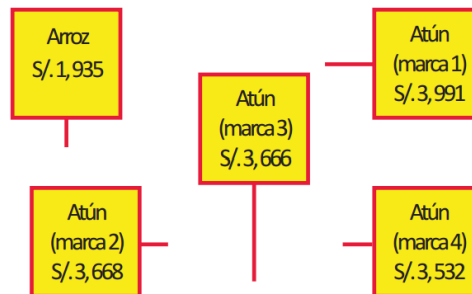 Arroz
S/.1,935
Atún
(marca 1)
S/.3,991
Atún
(marca 3)
S/.3,666
Atún
(marca 2)
S/.3,668
Atún
(marca 4)
S/.3,532